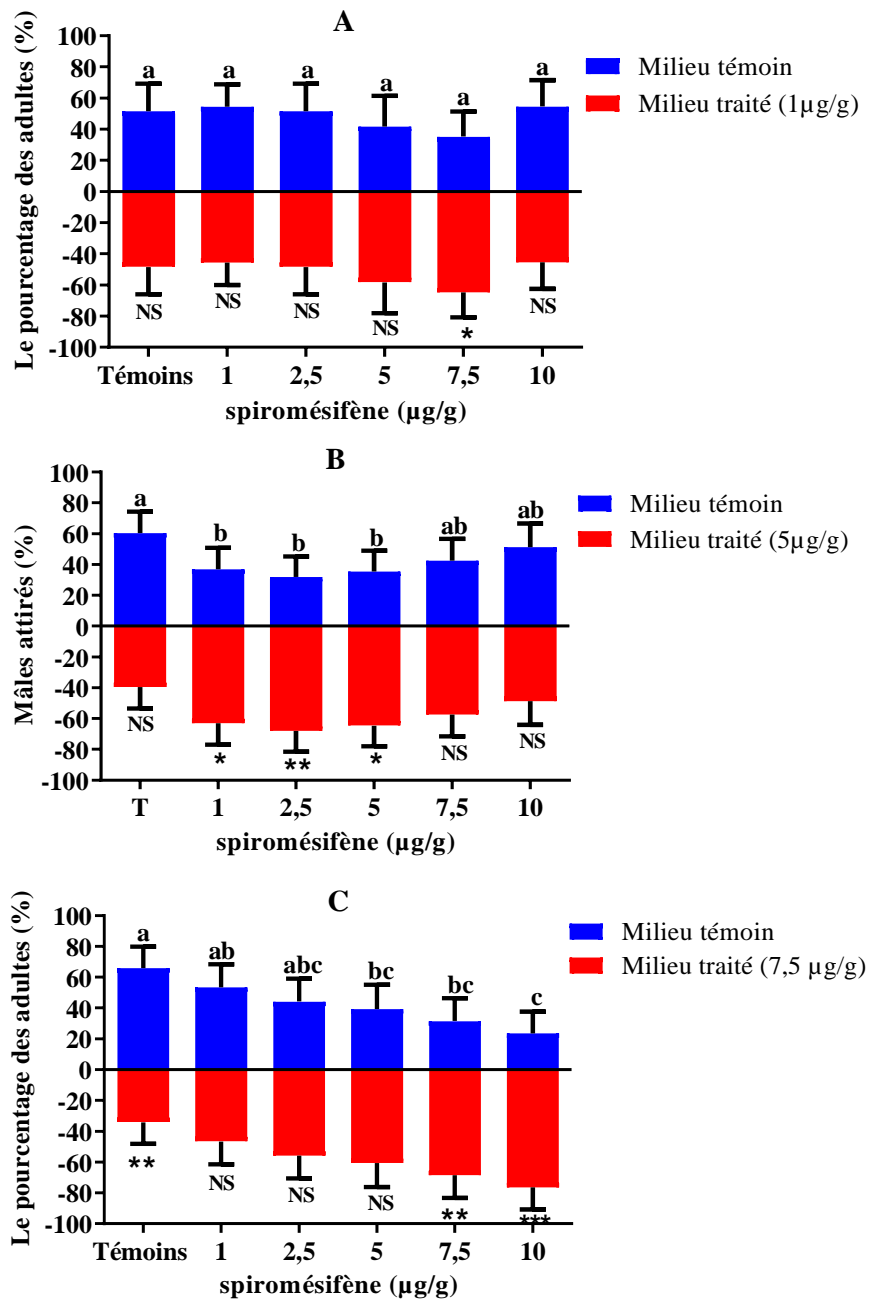 A
Le pourcentage des adultes (%)
100
80
60
40
20
0
-20
-40
-60
-80
-100
a a a a a a
NS NS NS NS * NS
Témoins 1 2,5 5 7,5 10
spiromésifène (µg/g)
Milieu témoin
Milieu traité (1µg/g)
B
Mâles attirés (%)
100
80
60
40
20
0
-20
-40
-60
-80
-100
a b b b ab ab
NS * ** * NS NS
T 1 2,5 5 7,5 10
spiromésifène (µg/g)
Milieu témoin
Milieu traité (5µg/g)
C
Le pourcentage des adultes (%)
100
80
60
40
20
0
-20
-40
-60
-80
-100
a ab abc bc bc c
** NS NS NS ** ***
Témoins 1 2,5 5 7,5 10
spiromésifène (µg/g)
Milieu témoin
Milieu traité (7,5 µg/g)